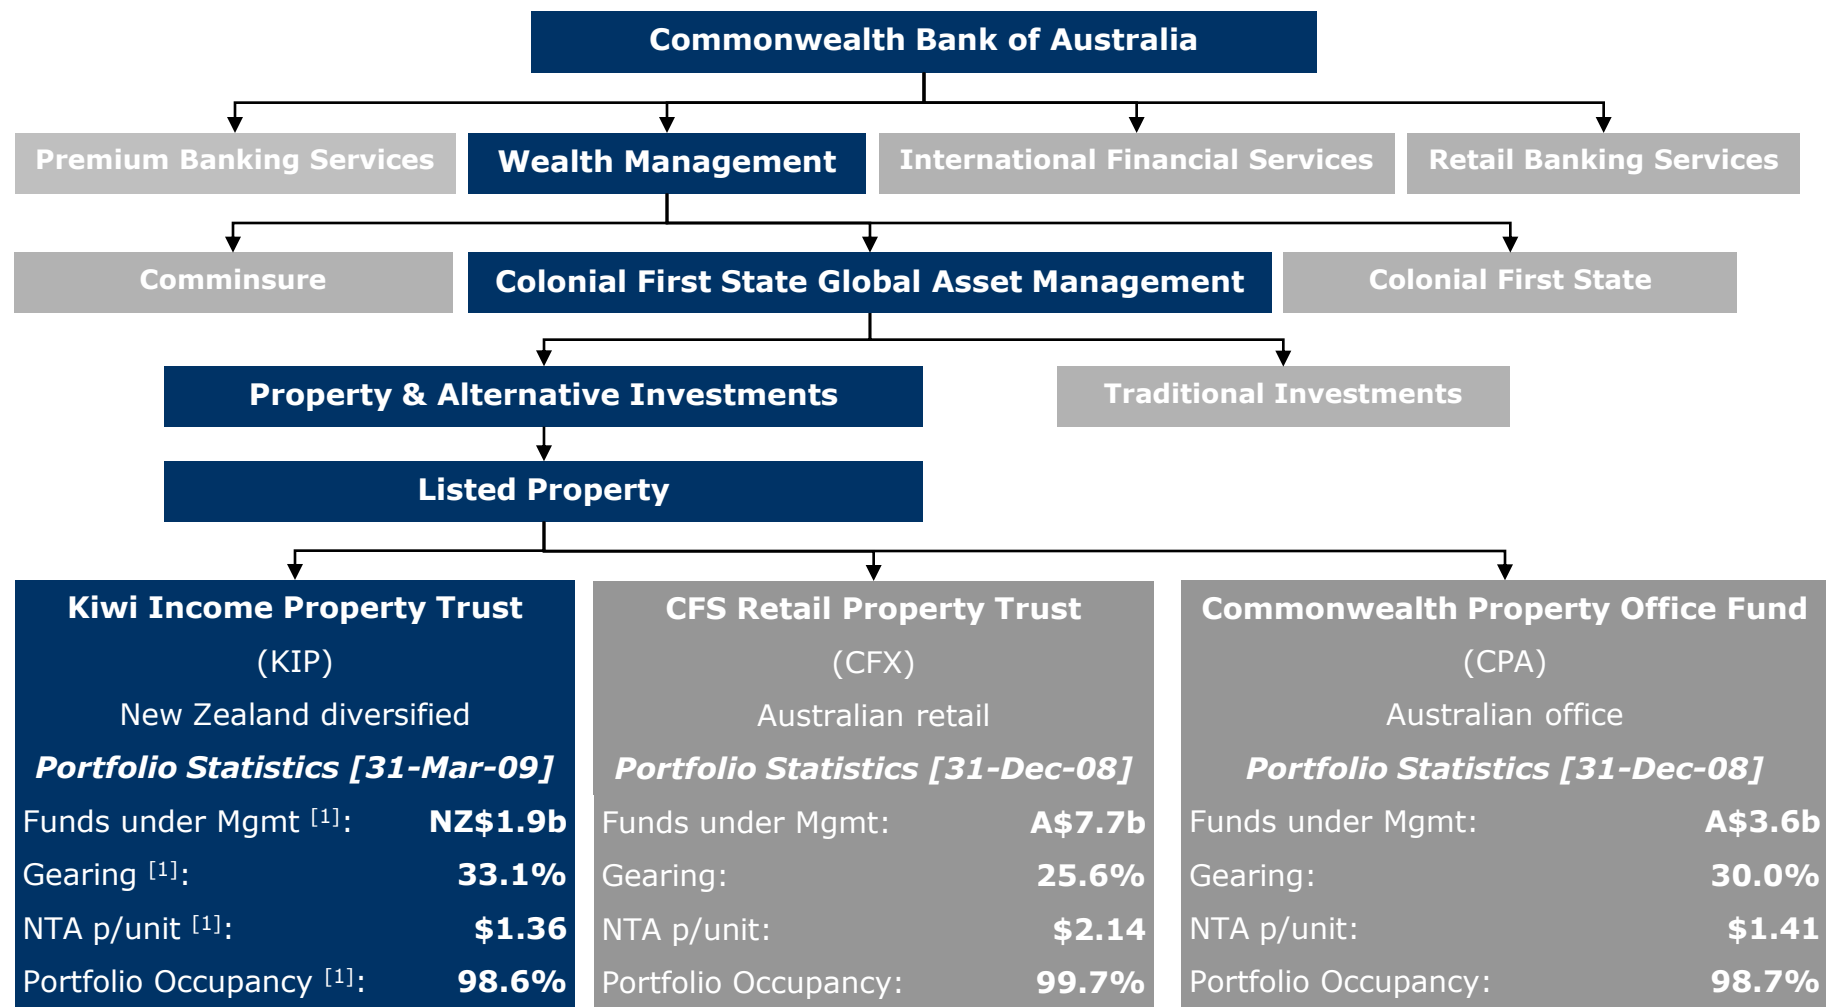 Commonwealth Bank of Australia
Premium Banking Services
Wealth Management
International Financial Services
Retail Banking Services
Comminsure
Colonial First State Global Asset Management
Colonial First State
Property & Alternative Investments
Traditional Investments
Listed Property
Kiwi Income Property Trust
(KIP)
New Zealand diversified
Portfolio Statistics [31-Mar-09]
Funds under Mgmt [1]: NZ$1.9b
Gearing [1]: 33.1%
NTA p/unit [1]: $1.36
Portfolio Occupancy [1]: 98.6%
CFS Retail Property Trust
(CFX)
Australian retail
Portfolio Statistics [31-Dec-08]
Funds under Mgmt: A$7.7b
Gearing: 25.6%
NTA p/unit: $2.14
Portfolio Occupancy: 99.7%
Commonwealth Property Office Fund
(CPA)
Australian office
Portfolio Statistics [31-Dec-08]
Funds under Mgmt: A$3.6b
Gearing: 30.0%
NTA p/unit: $1.41
Portfolio Occupancy: 98.7%